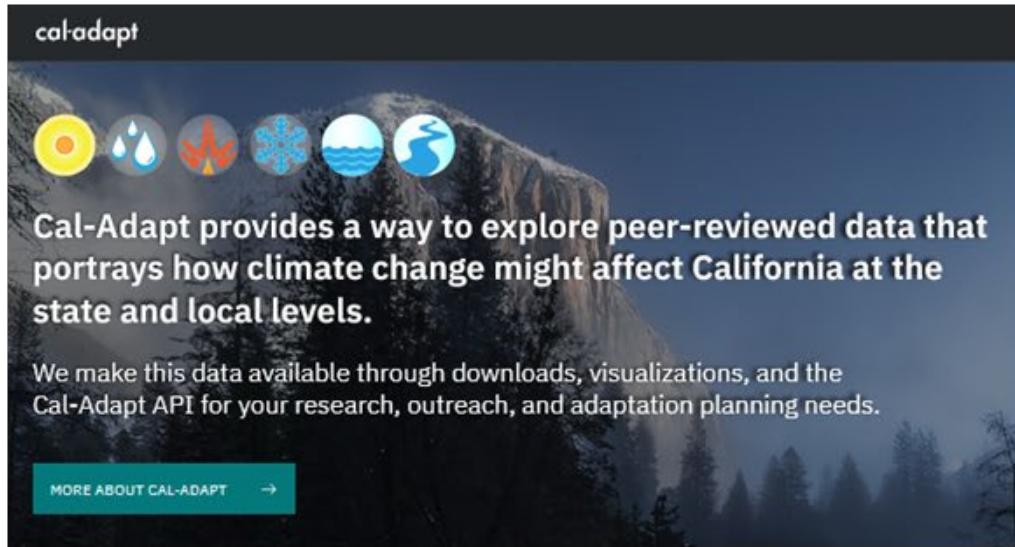 cal-adapt
Cal-Adapt provides a way to explore peer-reviewed data that
portrays how climate change might affect California at the
state and local levels.
We make this data available through downloads, visualizations, and the
Cal-Adapt API for your research, outreach, and adaptation planning needs.
MORE ABOUT CAL-ADAPT →